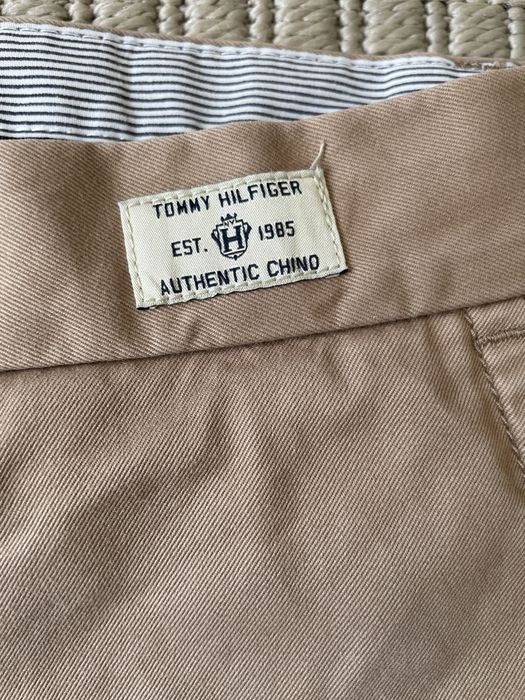 TOMMY HILFIGER
EST. H 1985
AUTHENTIC CHINO